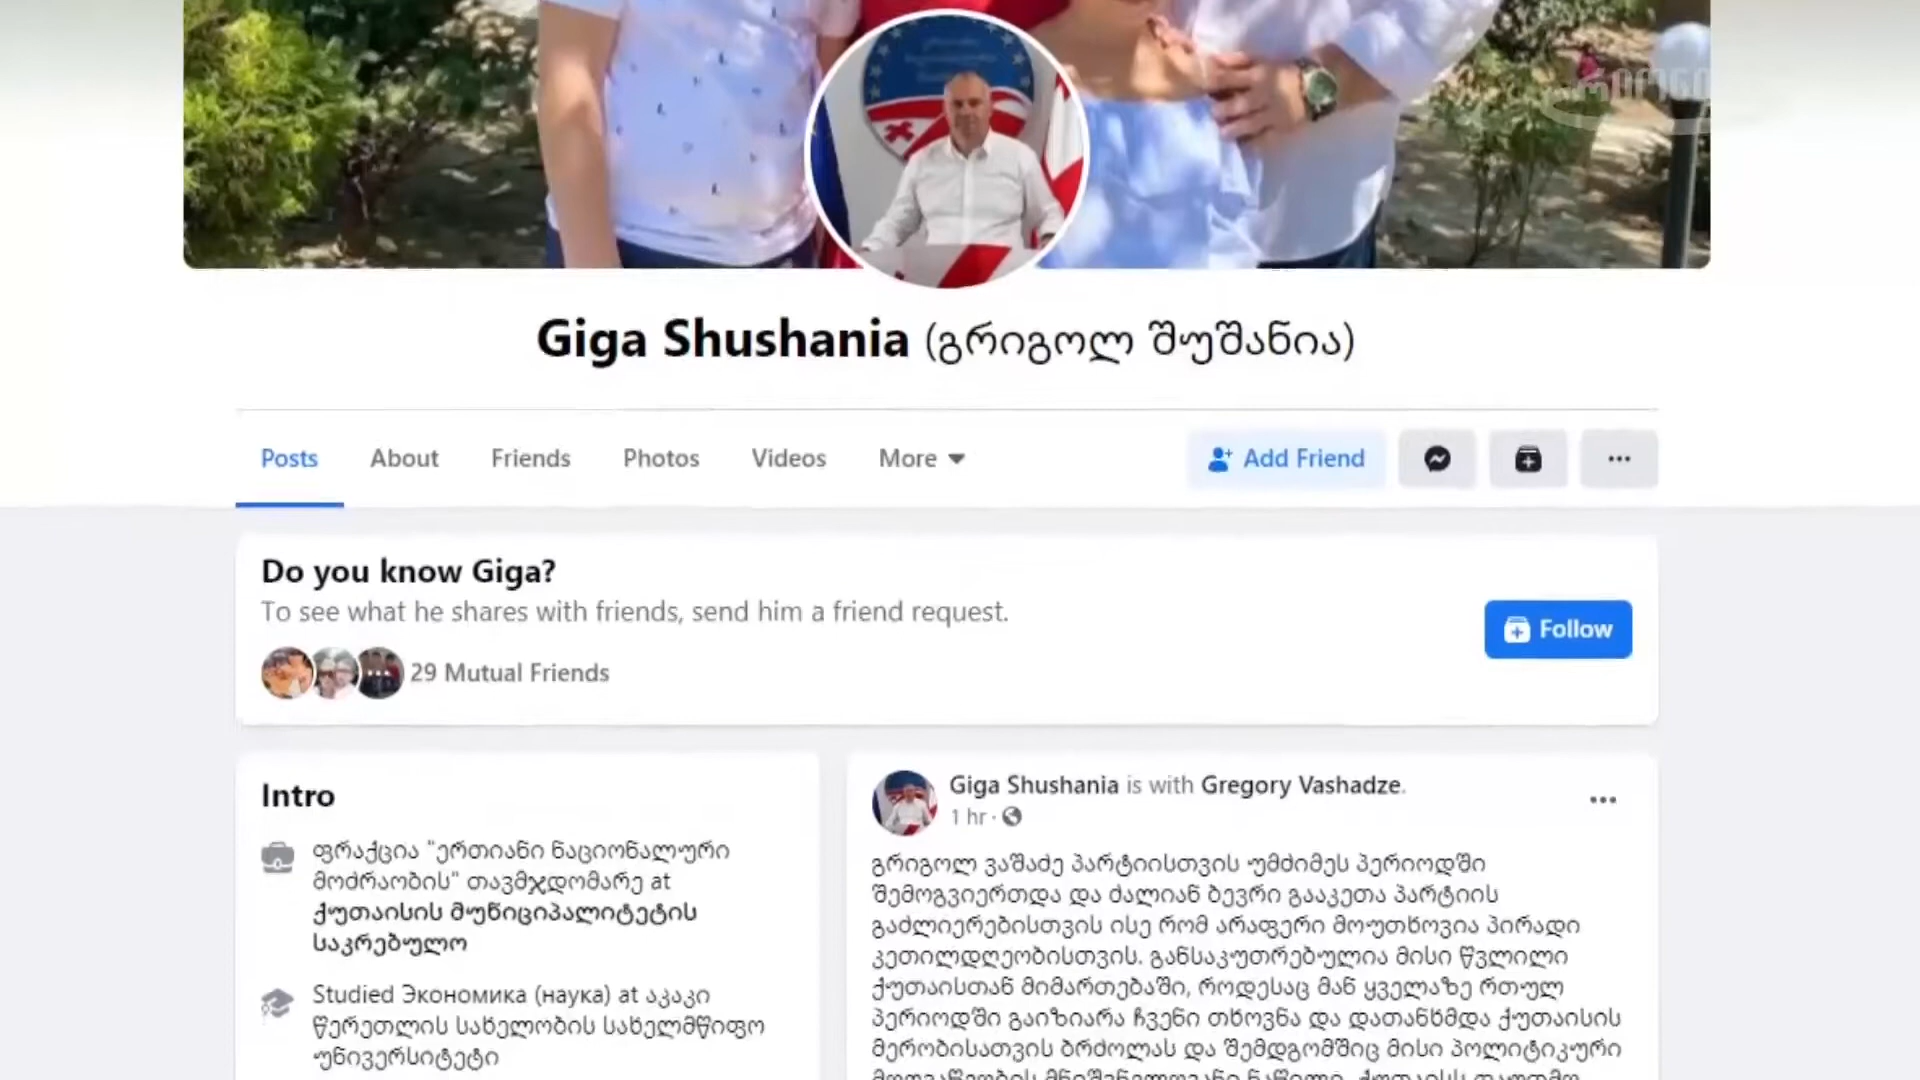 რიონი
Giga Shushania (გრიგოლ შუშანია)
Posts
About
Friends
Photos
Videos
More
Add Friend
Do you know Giga?
To see what he shares with friends, send him a friend request.
Follow
29 Mutual Friends
Intro
ფრაქცია "ერთიანი ნაციონალური
მოძრაობის" თავმჯდომარე at
ქუთაისის მუნიციპალიტეტის
საკრებულო
Studied Экономика (наука) at აკაკი
წერეთლის სახელობის სახელმწიფო
უნივერსიტეტი
Giga Shushania is with Gregory Vashadze.
1 hr ·
გრიგოლ ვაშაძე პარტიისთვის უმძიმეს პერიოდში
შემოგვიერთდა და ძალიან ბევრი გააკეთა პარტიის
გაძლიერებისთვის ისე რომ არაფერი მოუთხოვია პირადი
კეთილდღეობისთვის. განსაკუთრებულია მისი წვლილი
ქუთაისთან მიმართებაში, როდესაც მან ყველაზე რთულ
პერიოდში გაიზიარა ჩვენი თხოვნა და დათანხმდა ქუთაისის
მერობისათვის ბრძოლას და შემდგომშიც მისი პოლიტიკური